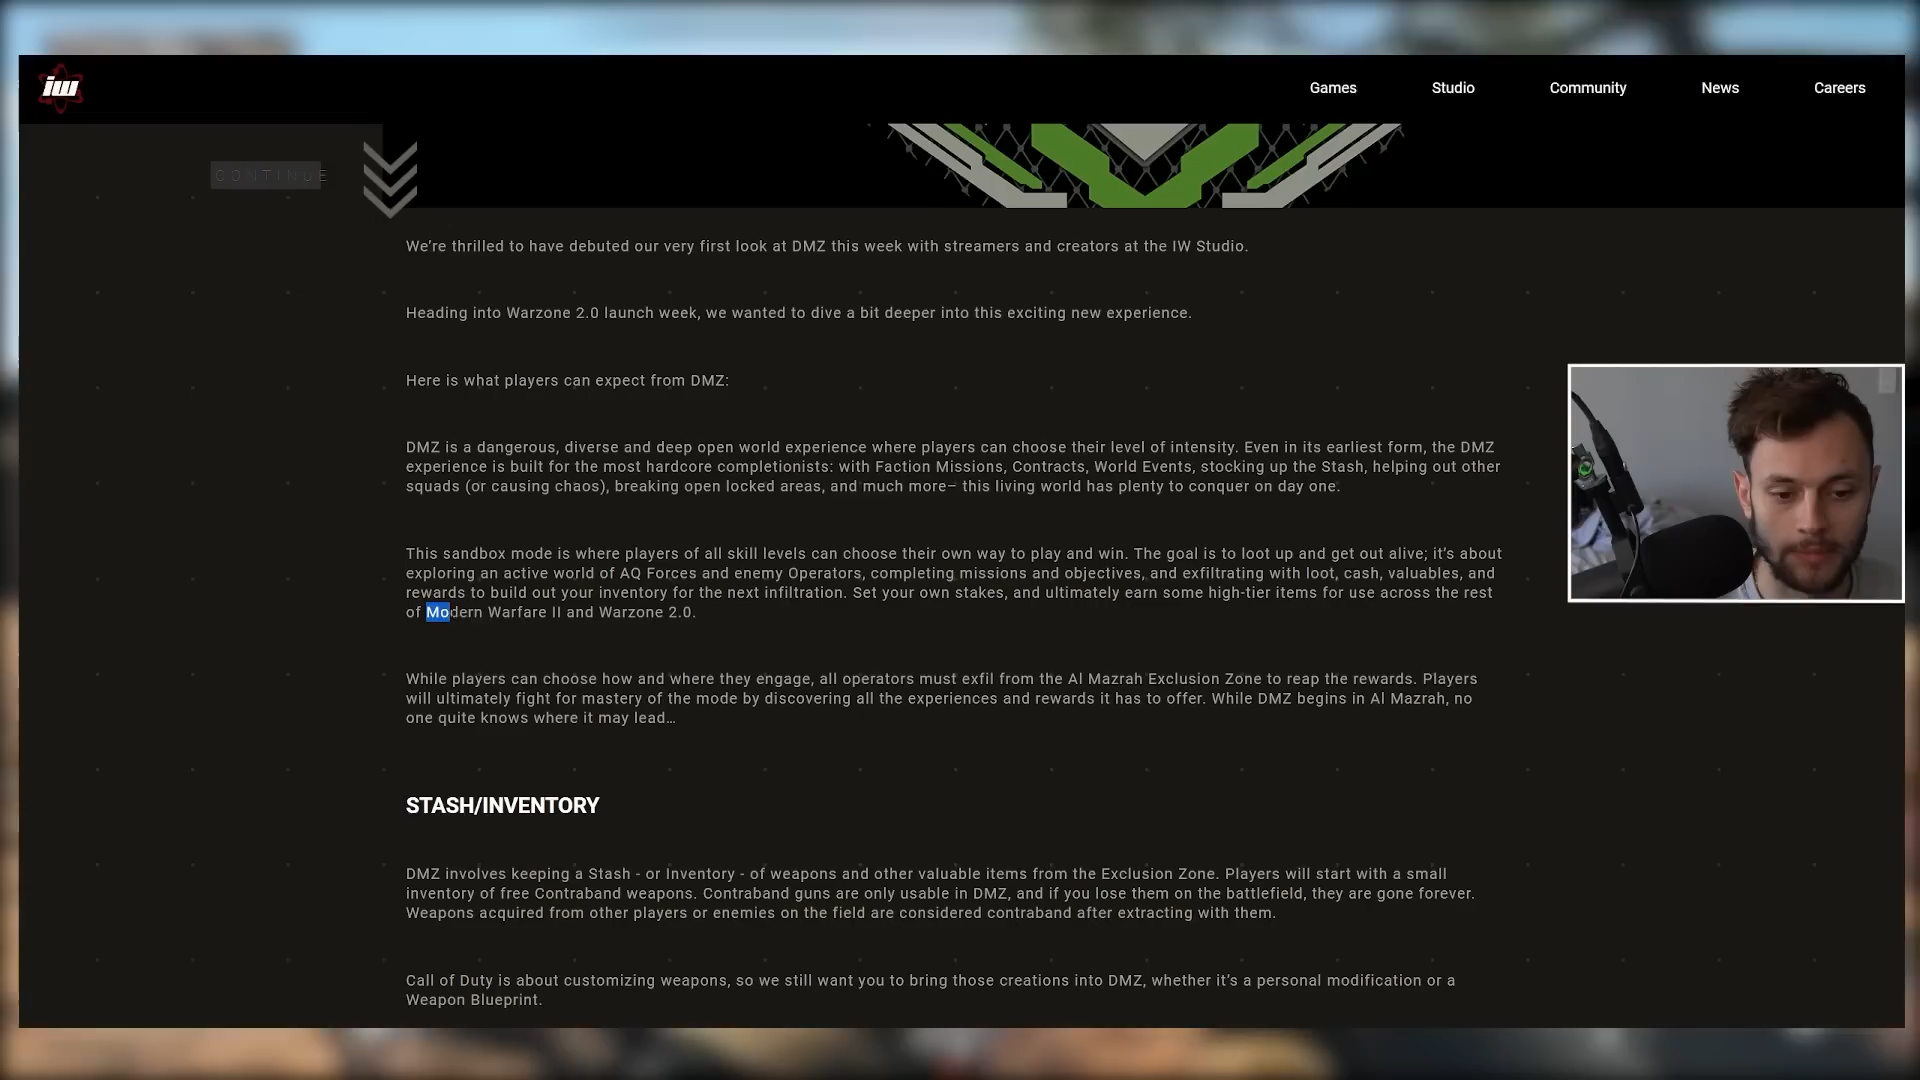 iw
Games Studio Community News Careers
CONTINUE
We’re thrilled to have debuted our very first look at DMZ this week with streamers and creators at the IW Studio.
Heading into Warzone 2.0 launch week, we wanted to dive a bit deeper into this exciting new experience.
Here is what players can expect from DMZ:
DMZ is a dangerous, diverse and deep open world experience where players can choose their level of intensity. Even in its earliest form, the DMZ
experience is built for the most hardcore completionists: with Faction Missions, Contracts, World Events, stocking up the Stash, helping out other
squads (or causing chaos), breaking open locked areas, and much more– this living world has plenty to conquer on day one.
This sandbox mode is where players of all skill levels can choose their own way to play and win. The goal is to loot up and get out alive; it’s about
exploring an active world of AQ Forces and enemy Operators, completing missions and objectives, and exfiltrating with loot, cash, valuables, and
rewards to build out your inventory for the next infiltration. Set your own stakes, and ultimately earn some high-tier items for use across the rest
of Modern Warfare II and Warzone 2.0.
While players can choose how and where they engage, all operators must exfil from the Al Mazrah Exclusion Zone to reap the rewards. Players
will ultimately fight for mastery of the mode by discovering all the experiences and rewards it has to offer. While DMZ begins in Al Mazrah, no
one quite knows where it may lead…
STASH/INVENTORY
DMZ involves keeping a Stash - or Inventory - of weapons and other valuable items from the Exclusion Zone. Players will start with a small
inventory of free Contraband weapons. Contraband guns are only usable in DMZ, and if you lose them on the battlefield, they are gone forever.
Weapons acquired from other players or enemies on the field are considered contraband after extracting with them.
Call of Duty is about customizing weapons, so we still want you to bring those creations into DMZ, whether it’s a personal modification or a
Weapon Blueprint.